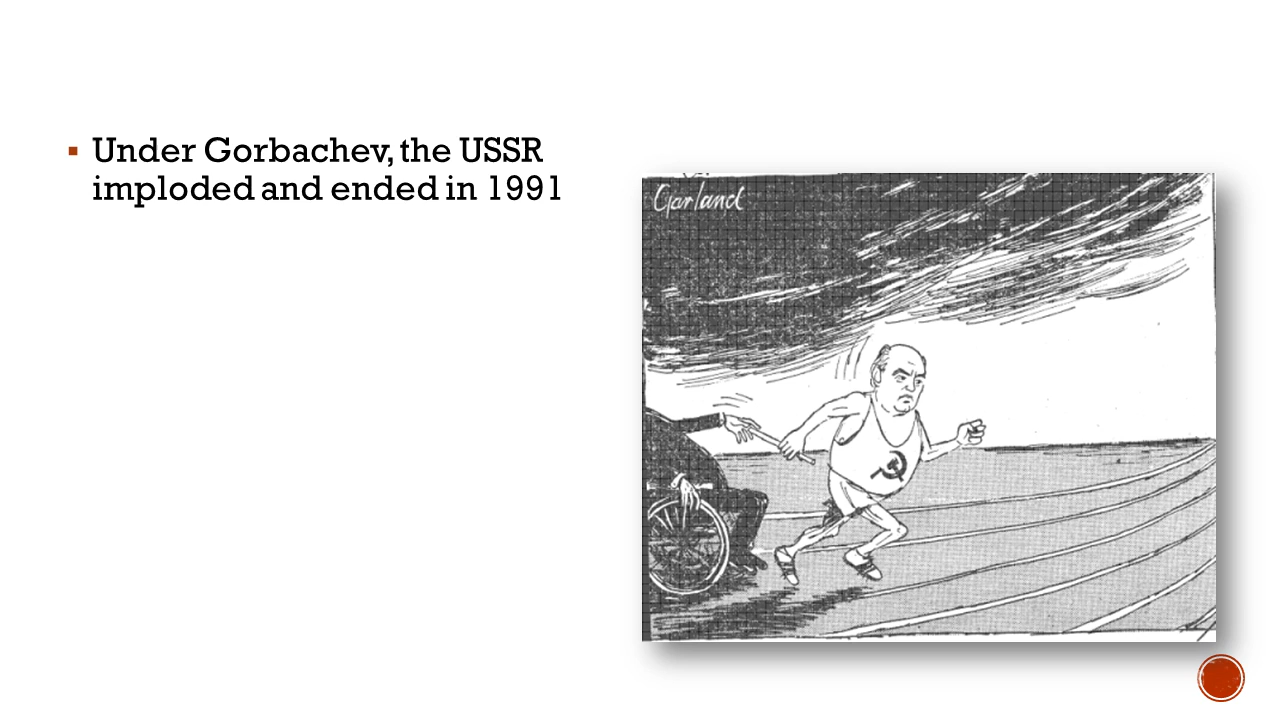 Under Gorbachev, the USSR
imploded and ended in 1991
Garland